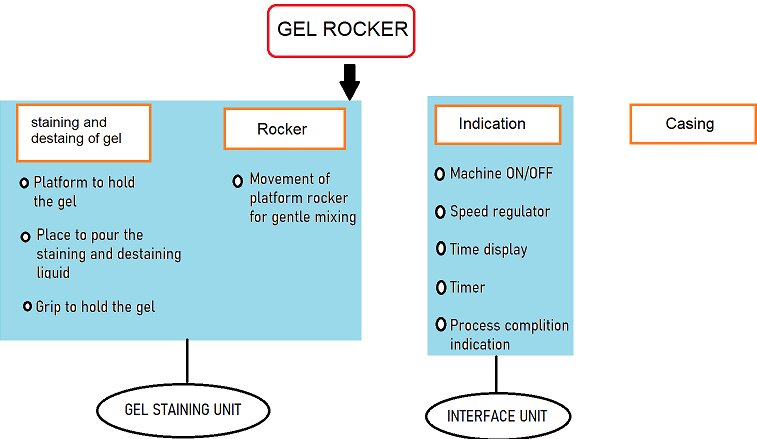 GEL ROCKER
staining and
destaing of gel
Platform to hold
the gel
Place to pour the
staining and destaining
liquid
Grip to hold the gel
Rocker
Movement of
platform rocker
for gentle mixing
GEL STAINING UNIT
Indication
Machine ON/OFF
Speed regulator
Time display
Timer
Process complition
indication
INTERFACE UNIT
Casing